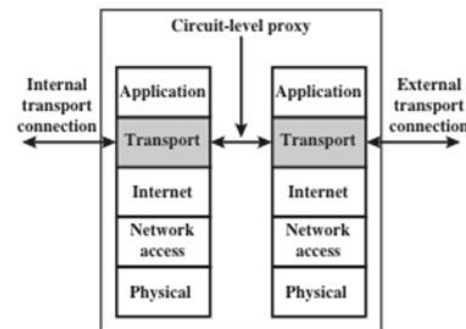 Circuit-level proxy
Internal
transport
connection
Application
Transport
Internet
Network
access
Physical
Application
Transport
Internet
Network
access
Physical
External
transport
connection